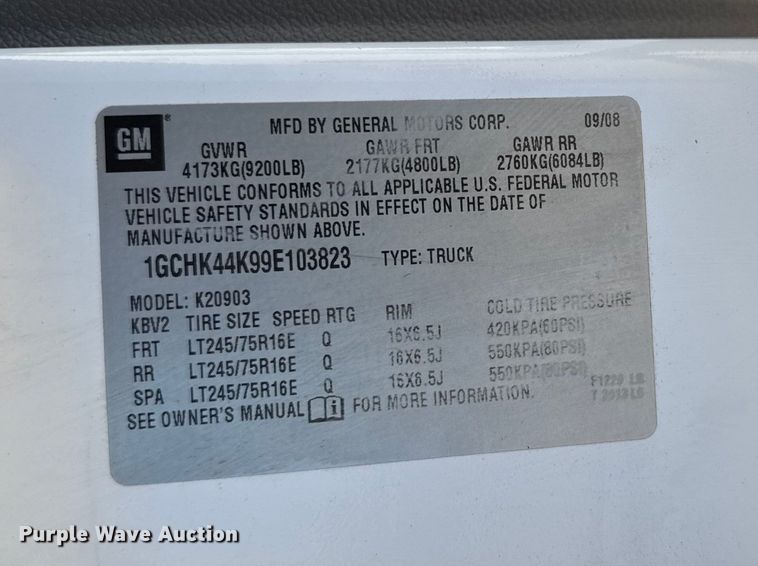 GM
MFD BY GENERAL MOTORS CORP. 09/08
GVWR GAWR FRT GAWR RR
4173KG(9200LB) 2177KG(4800LB) 2760KG(6084LB)
THIS VEHICLE CONFORMS TO ALL APPLICABLE U.S. FEDERAL MOTOR
VEHICLE SAFETY STANDARDS IN EFFECT ON THE DATE OF
MANUFACTURE SHOWN ABOVE.
1GCHK44K99E103823 TYPE: TRUCK
MODEL: K20903
KBV2 TIRE SIZE SPEED RTG RIM COLD TIRE PRESSURE
FRT LT245/75R16E Q 16X6.5J 420KPA(60PSI)
RR LT245/75R16E Q 16X6.5J 550KPA(80PSI)
SPA LT245/75R16E Q 16X6.5J 550KPA(80PSI)
SEE OWNER'S MANUAL FOR MORE INFORMATION.
Purple Wave Auction